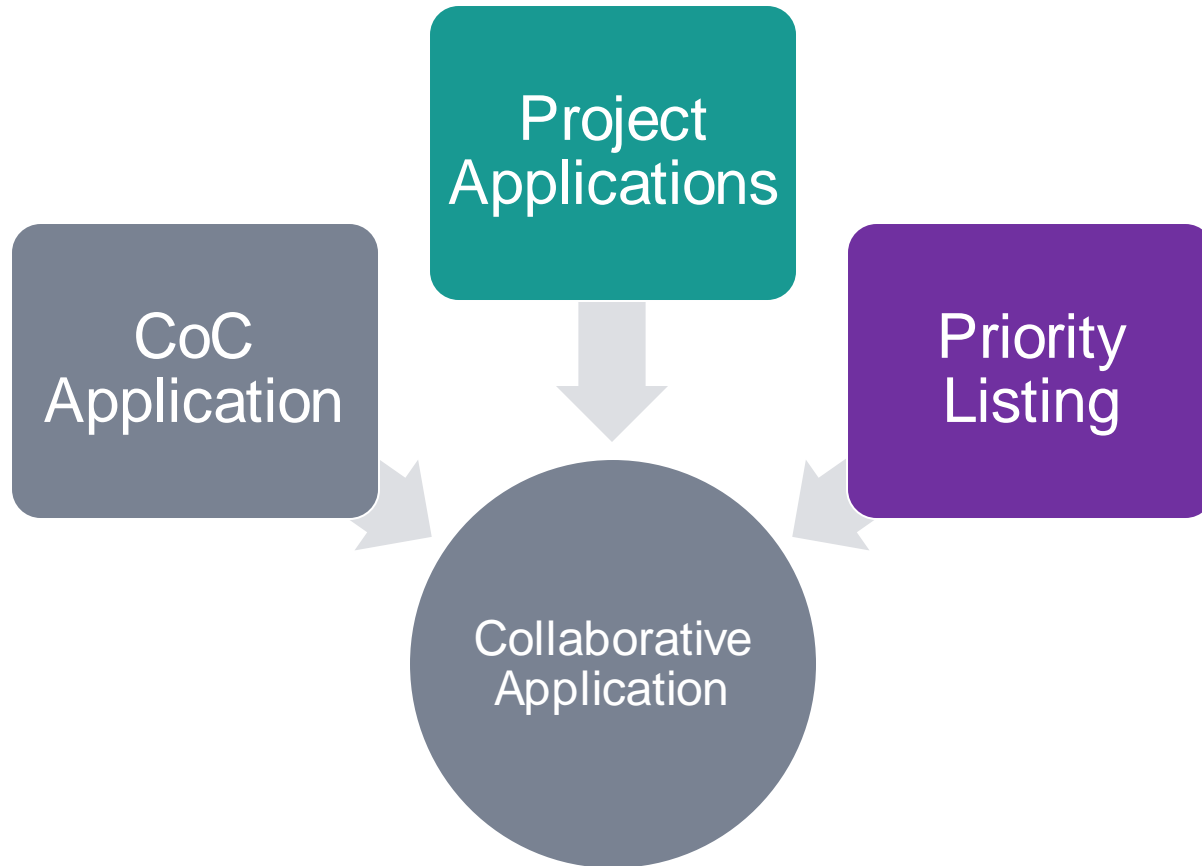 Project
Applications
CoC
Application
Priority
Listing
Collaborative
Application